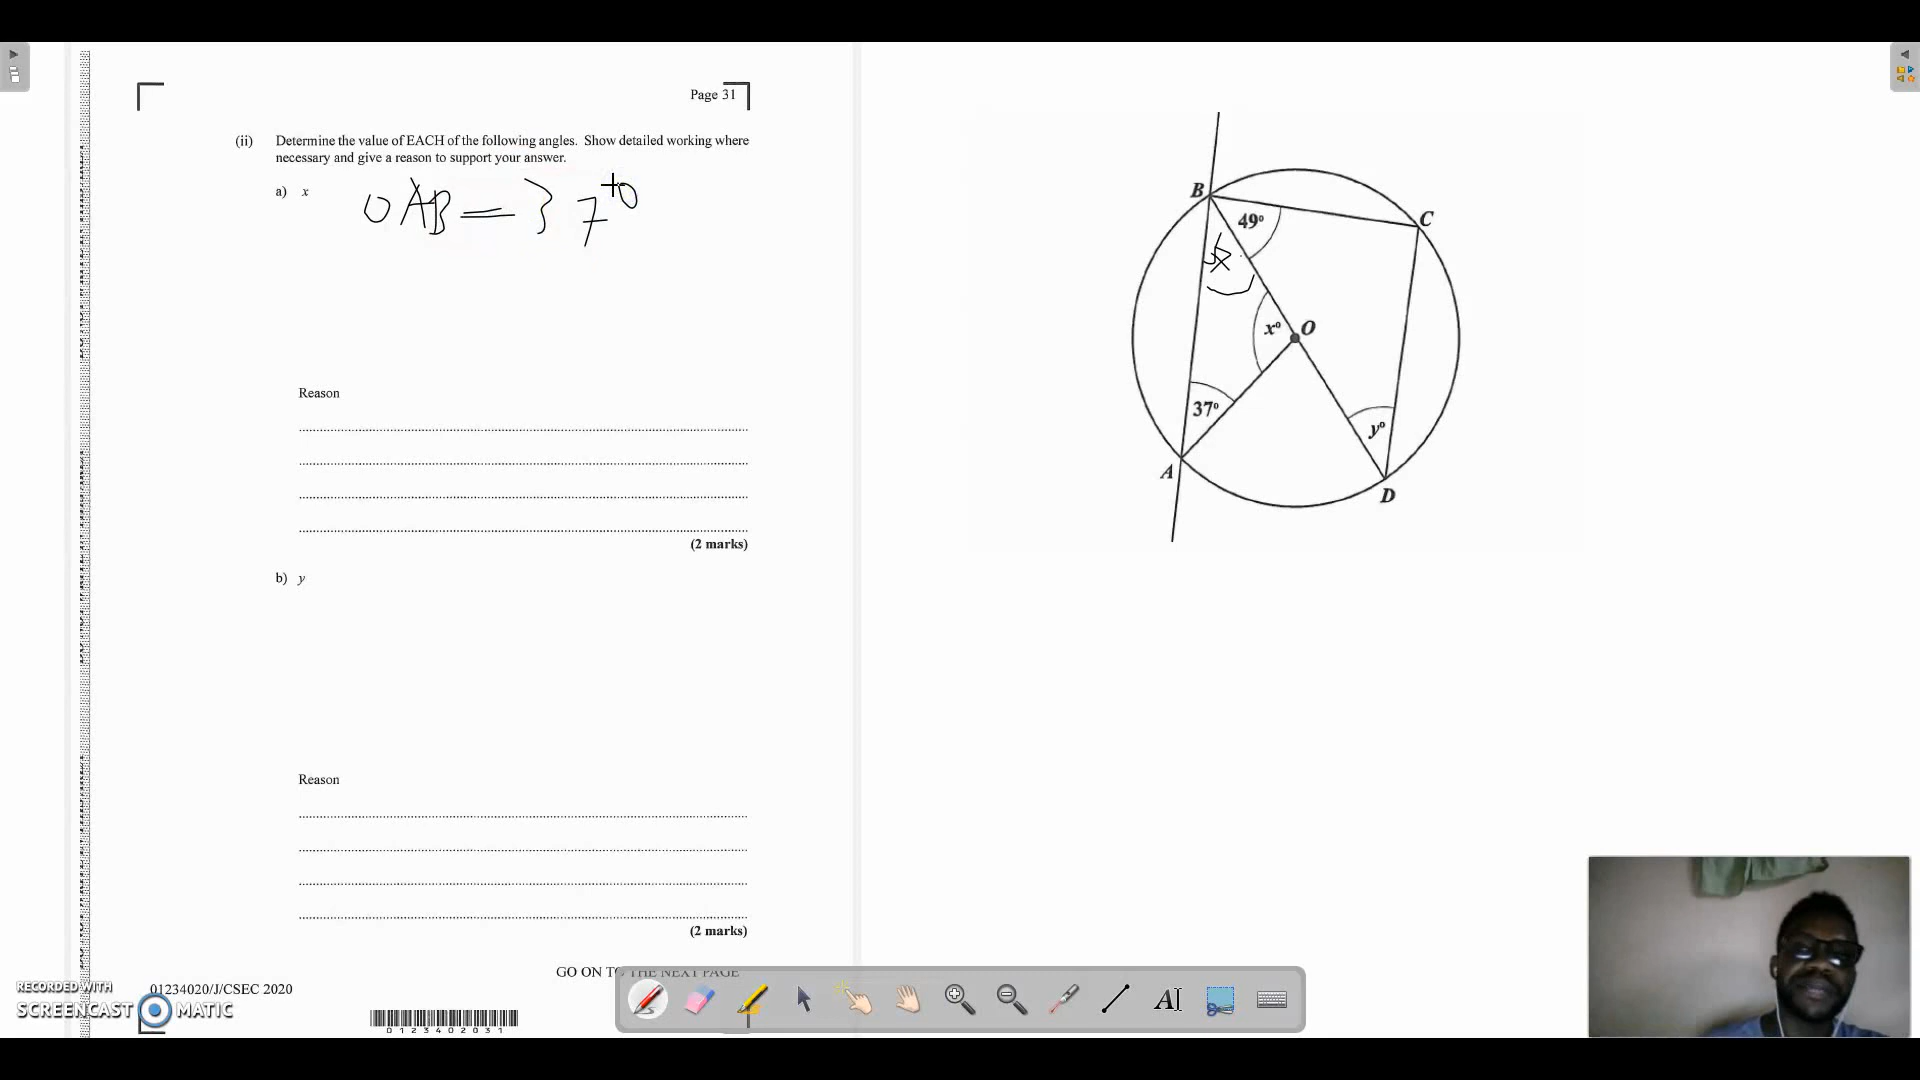 Page 31
(ii) Determine the value of EACH of the following angles. Show detailed working where
necessary and give a reason to support your answer.
a) x
OAB = 37°
Reason
(2 marks)
b) y
Reason
(2 marks)
GO ON TO THE NEXT PAGE
01234020/J/CSEC 2020
0123402031
RECORDED WITH
SCREENCAST MATIC
B
49°
C
x°
O
37°
y°
A
D
AI